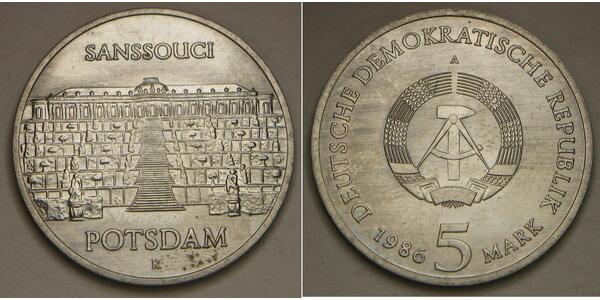 SANSSOUCI
POTSDAM
R
DEUTSCHE DEMOKRATISCHE REPUBLIK
A
1986 5 MARK